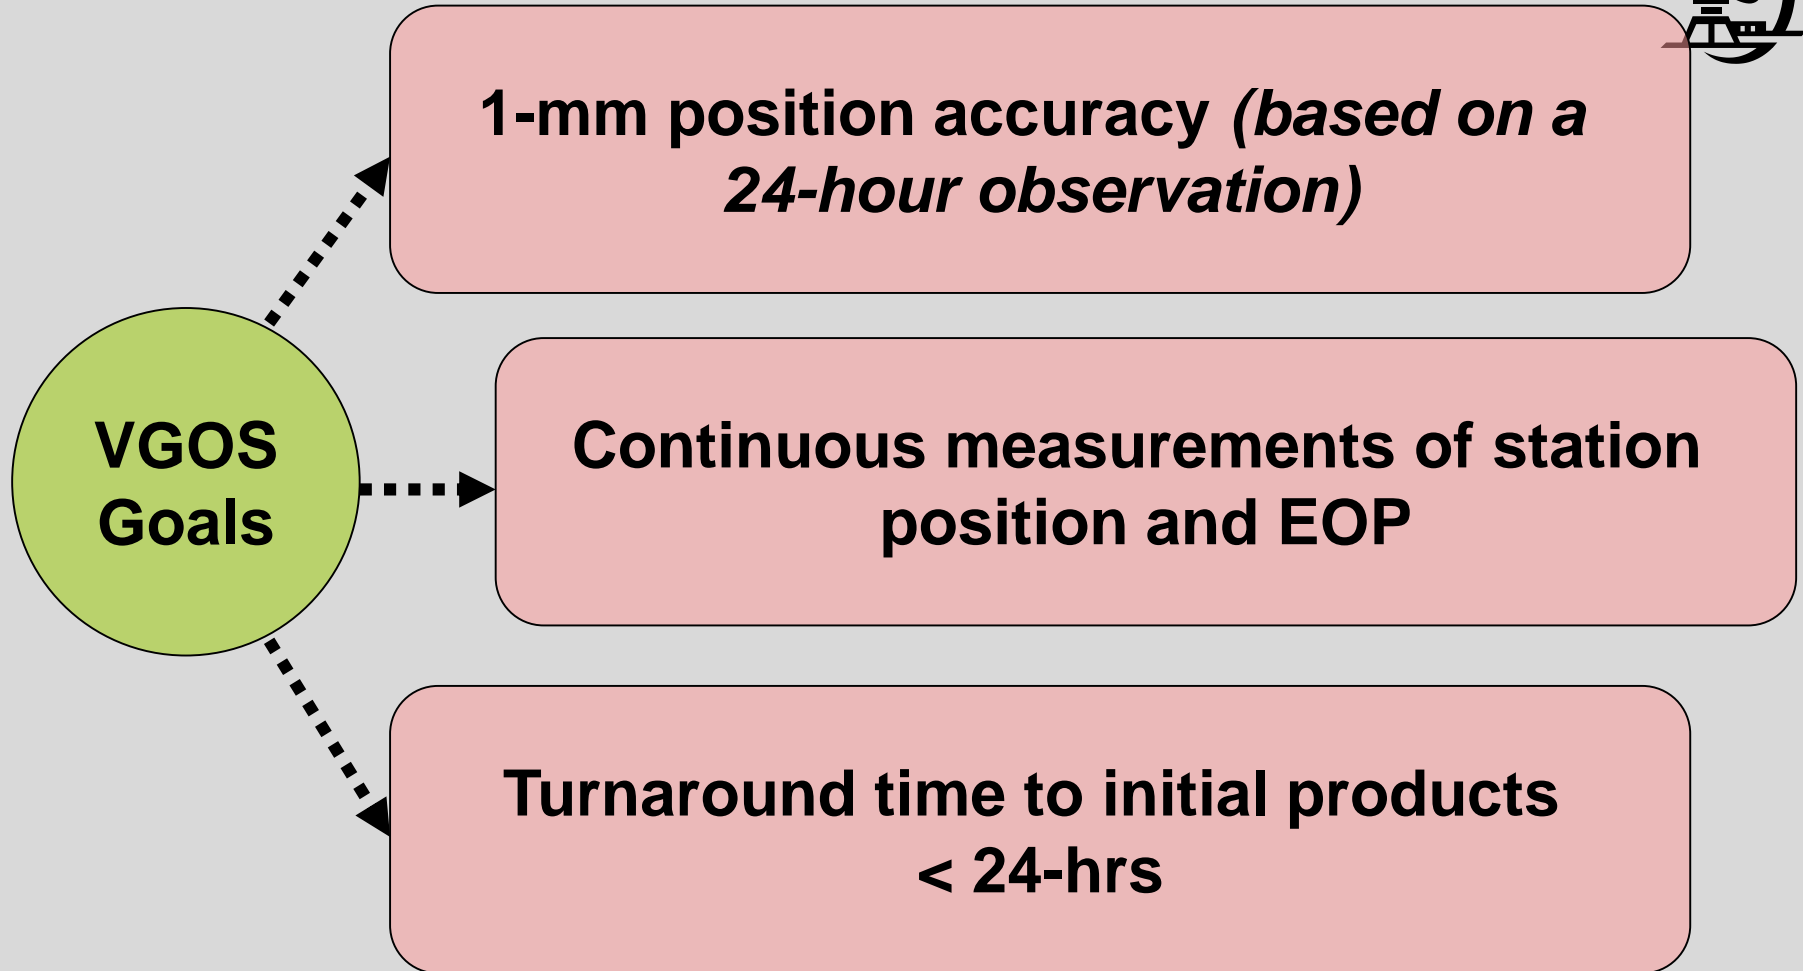 1-mm position accuracy (based on a
24-hour observation)
VGOS
Goals
Continuous measurements of station
position and EOP
Turnaround time to initial products
< 24-hrs